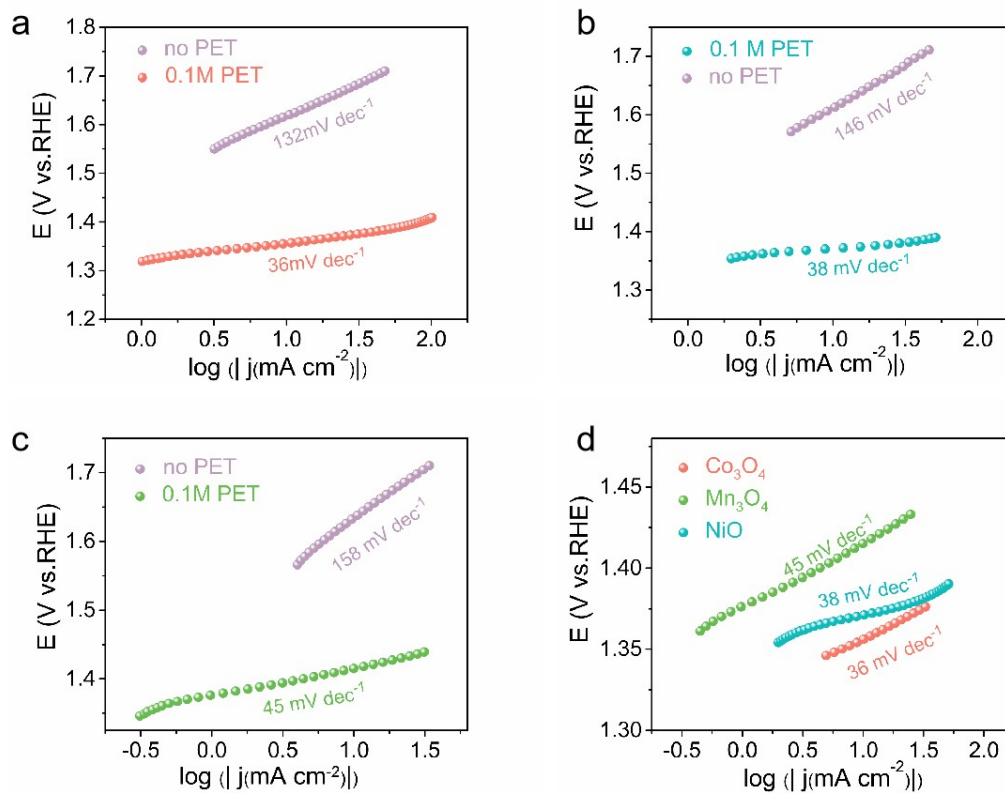 a
no PET
0.1M PET
132mV dec⁻¹
36mV dec⁻¹
E (V vs.RHE)
1.8
1.7
1.6
1.5
1.4
1.3
1.2
0.0 0.5 1.0 1.5 2.0
log (| j(mA cm⁻²)|)
b
0.1 M PET
no PET
146 mV dec⁻¹
38 mV dec⁻¹
E (V vs.RHE)
1.7
1.6
1.5
1.4
1.3
0.0 0.5 1.0 1.5 2.0
log (| j(mA cm⁻²)|)
c
no PET
0.1M PET
158 mV dec⁻¹
45 mV dec⁻¹
E (V vs.RHE)
1.7
1.6
1.5
1.4
-0.5 0.0 0.5 1.0 1.5
log (| j(mA cm⁻²)|)
d
Co₃O₄
Mn₃O₄
NiO
45 mV dec⁻¹
38 mV dec⁻¹
36 mV dec⁻¹
E (V vs.RHE)
1.45
1.40
1.35
1.30
-0.5 0.0 0.5 1.0 1.5 2.0
log (| j(mA cm⁻²)|)